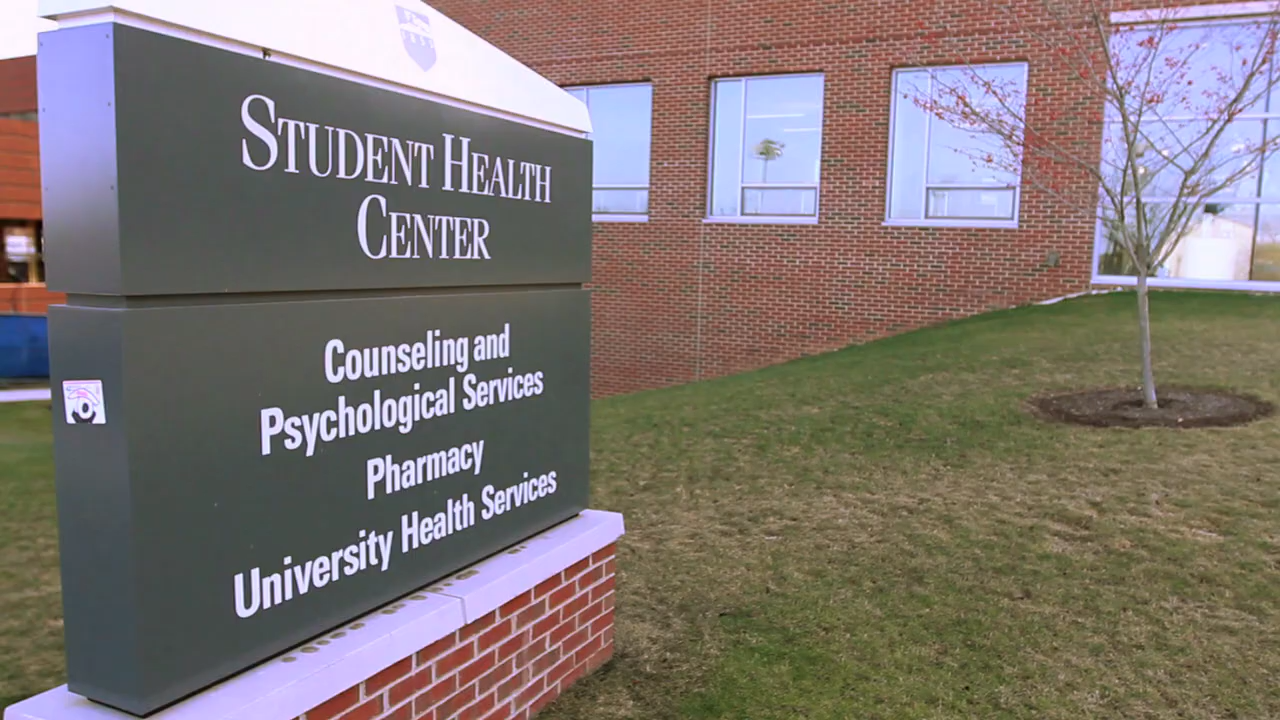 STUDENT HEALTH
CENTER
Counseling and
Psychological Services
Pharmacy
University Health Services